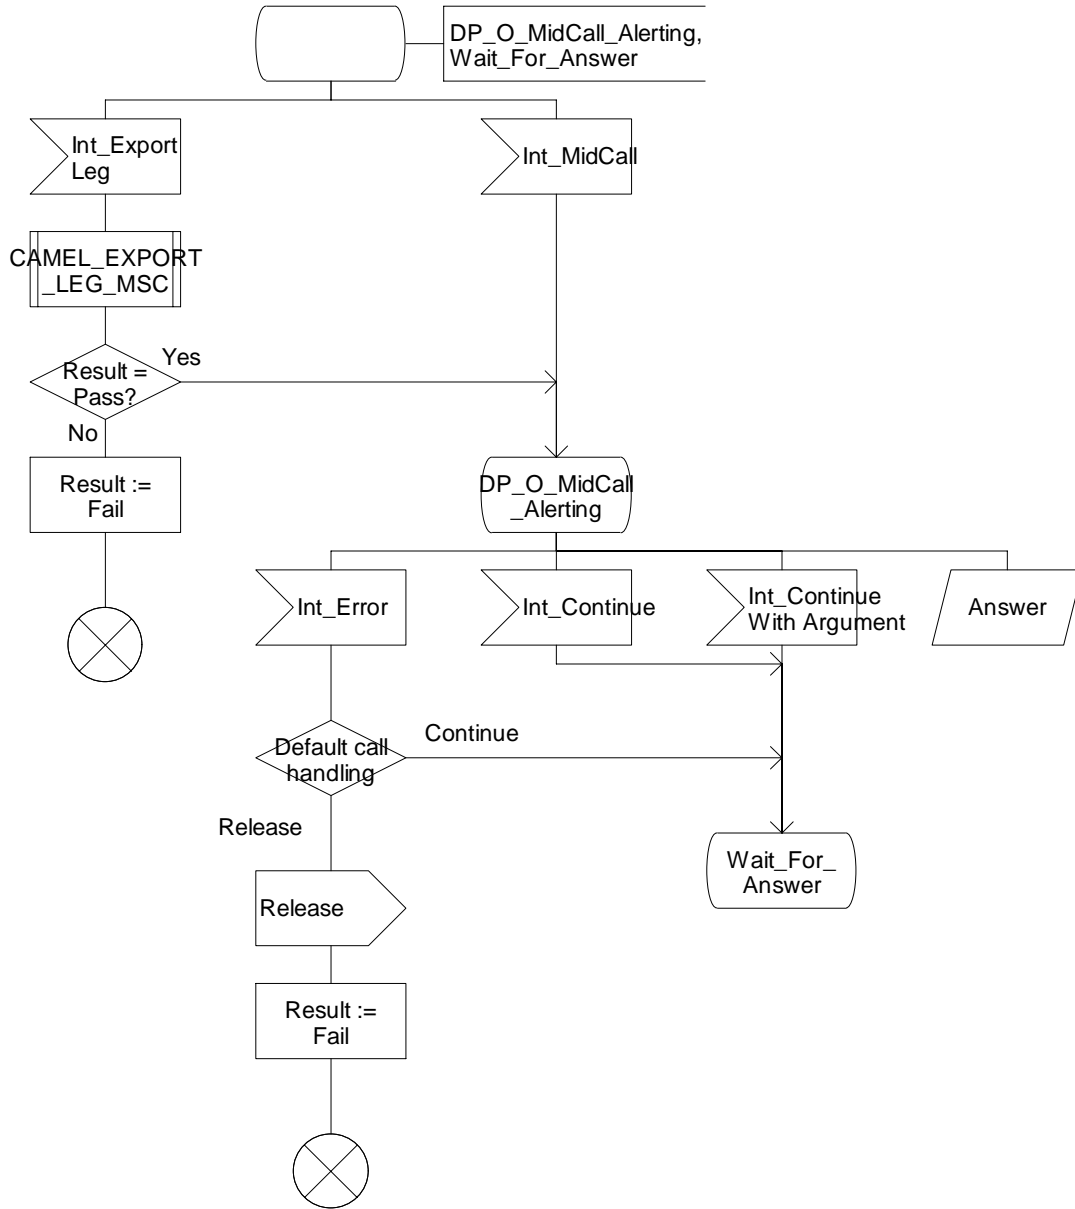 DP_O_MidCall_Alerting,
Wait_For_Answer
Int_Export
Leg
Int_MidCall
CAMEL_EXPORT
_LEG_MSC
Yes
Result =
Pass?
No
Result :=
Fail
DP_O_MidCall
_Alerting
Int_Error
Int_Continue
Int_Continue
With Argument
Answer
Continue
Default call
handling
Release
Wait_For_
Answer
Release
Result :=
Fail